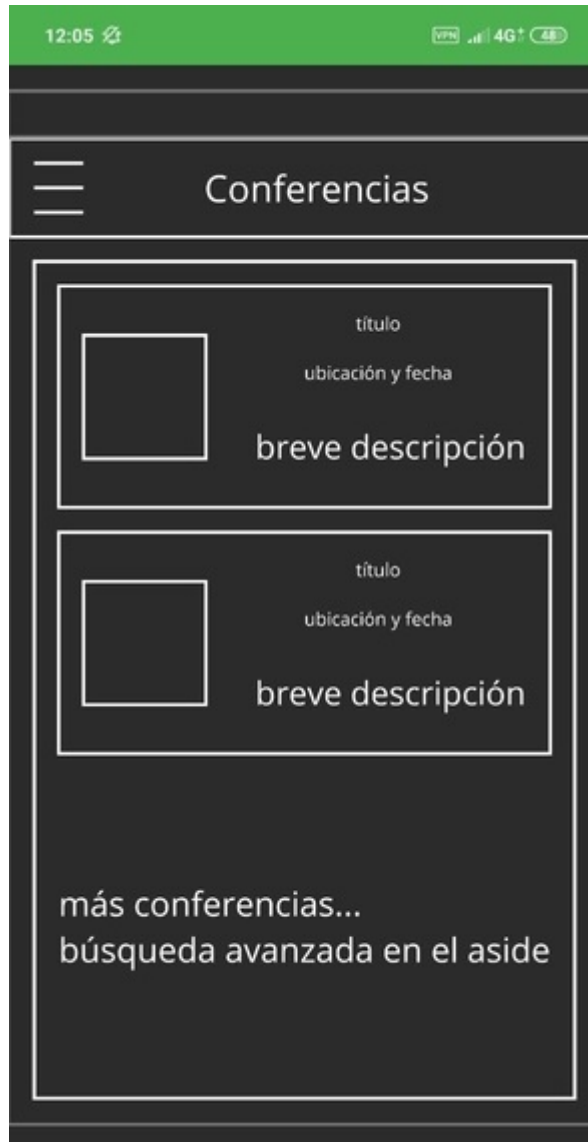 12:05
VPN 4G+ 48
Conferencias
título
ubicación y fecha
breve descripción
título
ubicación y fecha
breve descripción
más conferencias...
búsqueda avanzada en el aside